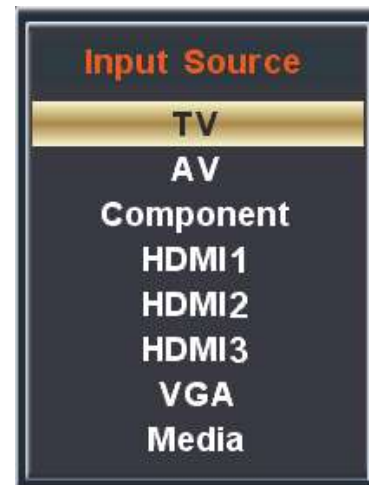 Input Source
TV
AV
Component
HDMI1
HDMI2
HDMI3
VGA
Media